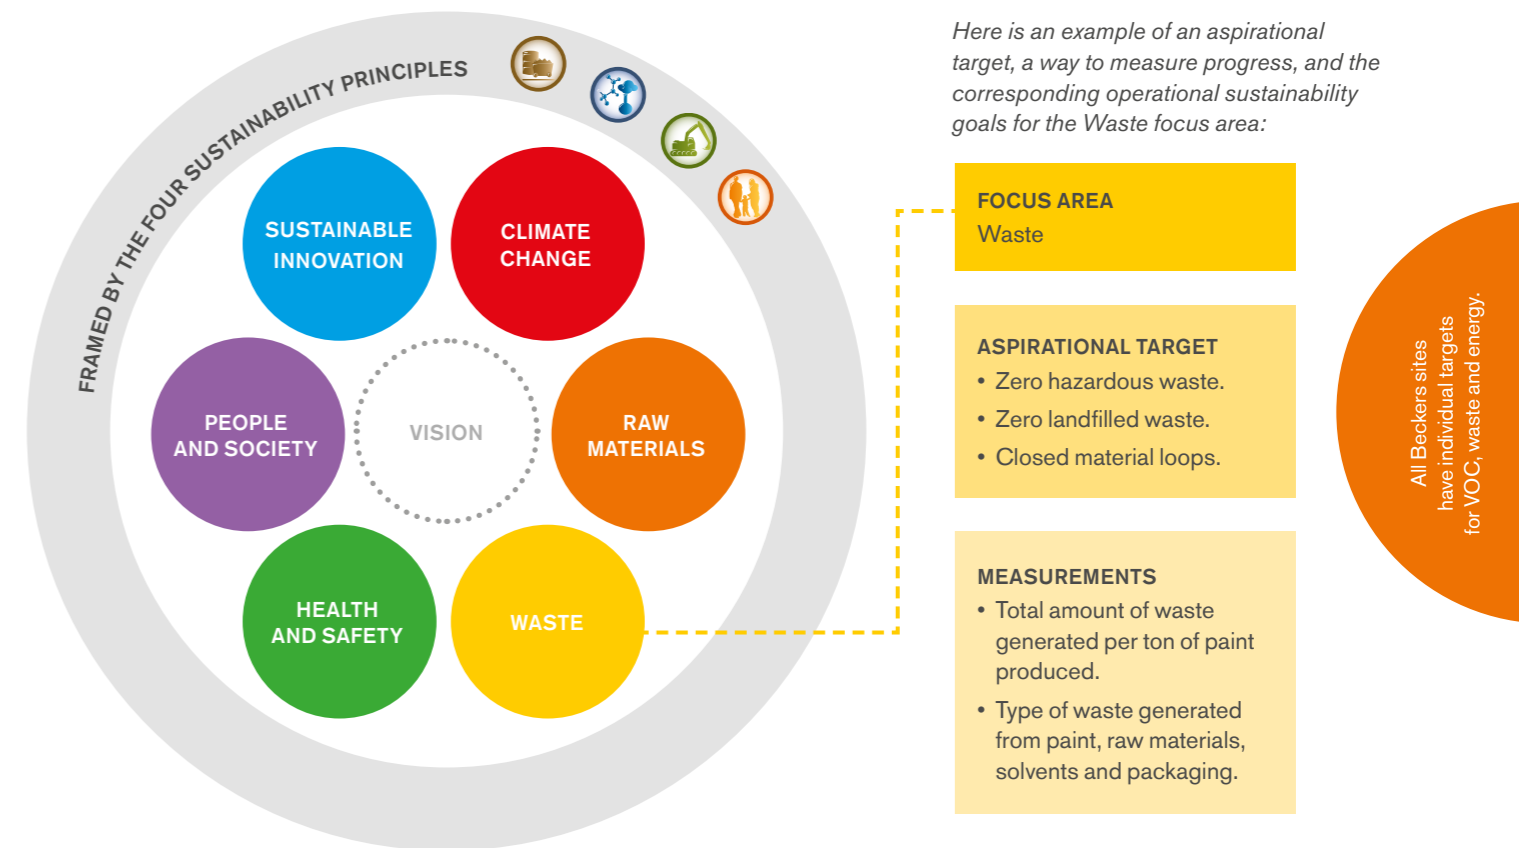 FRAMED BY THE FOUR SUSTAINABILITY PRINCIPLES
SUSTAINABLE
INNOVATION
CLIMATE
CHANGE
PEOPLE
AND SOCIETY
VISION
RAW
MATERIALS
HEALTH
AND SAFETY
WASTE
Here is an example of an aspirational
target, a way to measure progress, and the
corresponding operational sustainability
goals for the Waste focus area:
FOCUS AREA
Waste
ASPIRATIONAL TARGET
• Zero hazardous waste.
• Zero landfilled waste.
• Closed material loops.
MEASUREMENTS
• Total amount of waste
generated per ton of paint
produced.
• Type of waste generated
from paint, raw materials,
solvents and packaging.
All Beckers sites
have individual targets
for VOC, waste and energy.